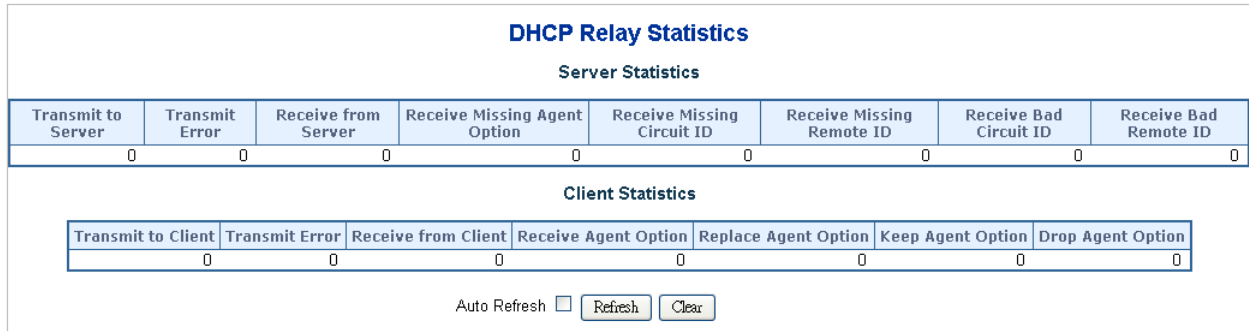 DHCP Relay Statistics
Server Statistics
Transmit to Server Transmit Error Receive from Server Receive Missing Agent Option Receive Missing Circuit ID Receive Missing Remote ID Receive Bad Circuit ID Receive Bad Remote ID
0 0 0 0 0 0 0 0
Client Statistics
Transmit to Client Transmit Error Receive from Client Receive Agent Option Replace Agent Option Keep Agent Option Drop Agent Option
0 0 0 0 0 0 0
Auto Refresh Refresh Clear